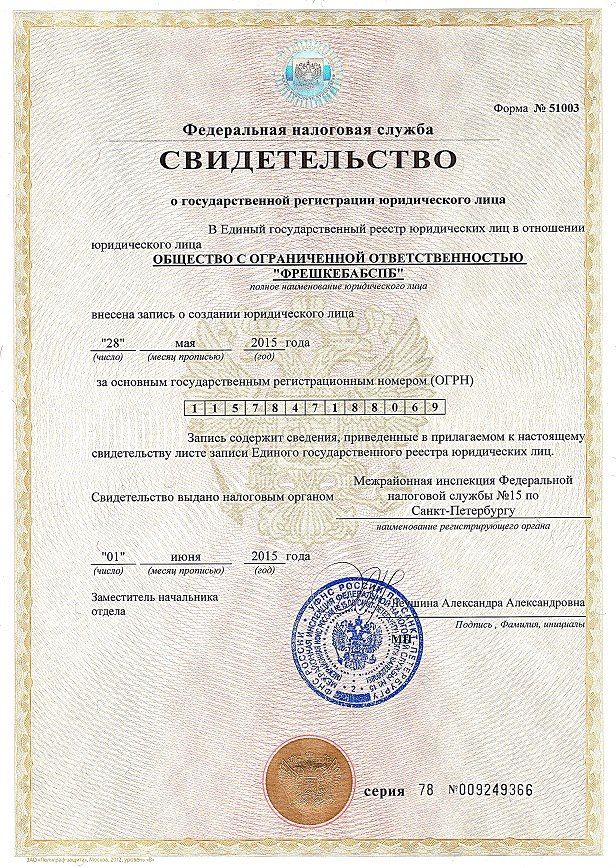 Форма № 51003
Федеральная налоговая служба
СВИДЕТЕЛЬСТВО
о государственной регистрации юридического лица
В Единый государственный реестр юридических лиц в отношении
юридического лица
ОБЩЕСТВО С ОГРАНИЧЕННОЙ ОТВЕТСТВЕННОСТЬЮ
"ФРЕШКЕБАБСПБ"
полное наименование юридического лица
внесена запись о создании юридического лица
"28" мая 2015 года
(число) (месяц прописью) (год)
за основным государственным регистрационным номером (ОГРН)
1 1 5 7 8 4 7 1 8 8 0 6 9
Запись содержит сведения, приведенные в прилагаемом к настоящему
свидетельству листе записи Единого государственного реестра юридических лиц.
Свидетельство выдано налоговым органом
Межрайонная инспекция Федеральной
налоговой службы №15 по
Санкт-Петербургу
наименование регистрирующего органа
"01" июня 2015 года
(число) (месяц прописью) (год)
Заместитель начальника
отдела
Александра Александровна
Подпись , Фамилия, инициалы
МП
УФНС РОССИИ ПО САНКТ-ПЕТЕРБУРГУ
серия 78 №009249366
ЗАО «Полиграф-защита», Москва, 2012, уровень «В»